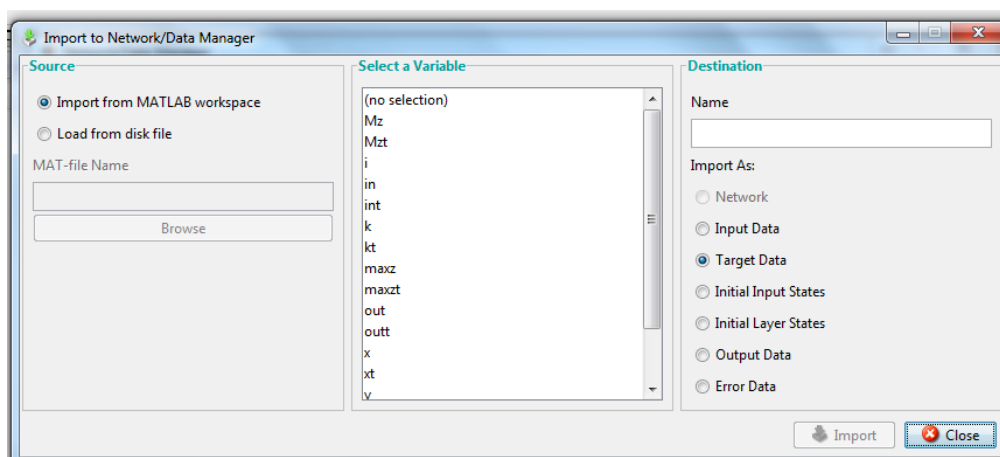 Import to Network/Data Manager
Source
Import from MATLAB workspace
Load from disk file
MAT-file Name
Browse
Select a Variable
(no selection)
Mz
Mzt
i
in
int
k
kt
maxz
maxzt
out
outt
x
xt
Destination
Name
Import As:
Network
Input Data
Target Data
Initial Input States
Initial Layer States
Output Data
Error Data
Import
Close